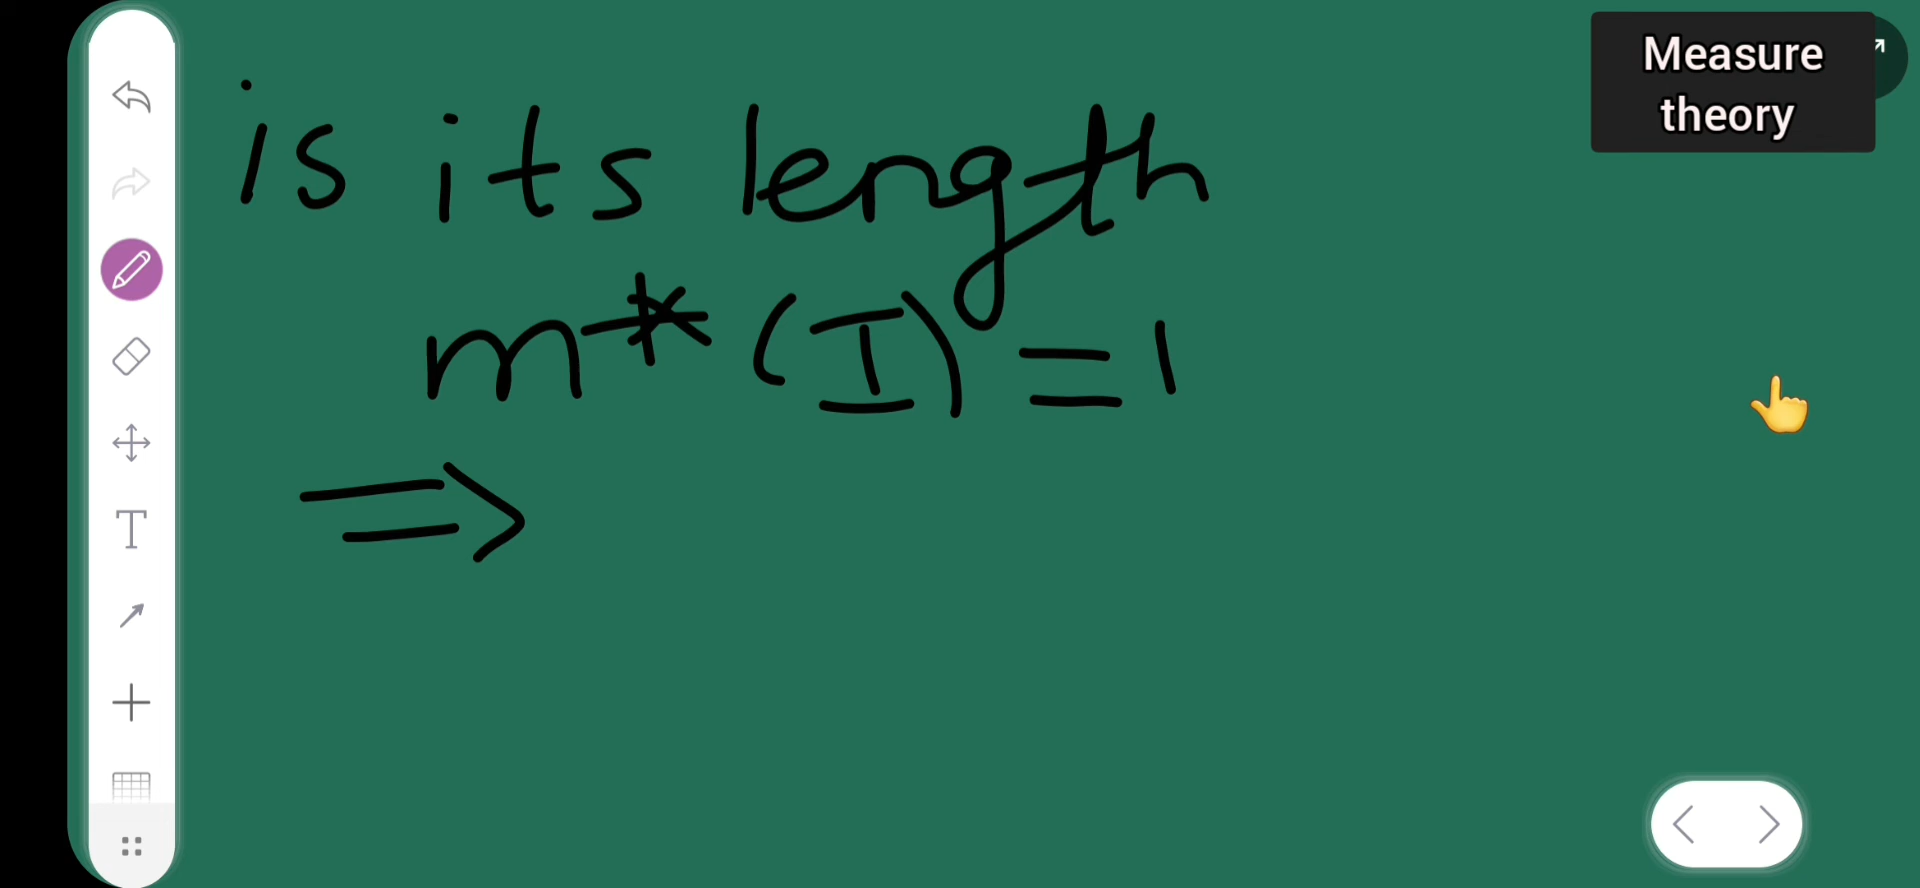 is its length
m* (I) = 1
⇒
Measure
theory
T